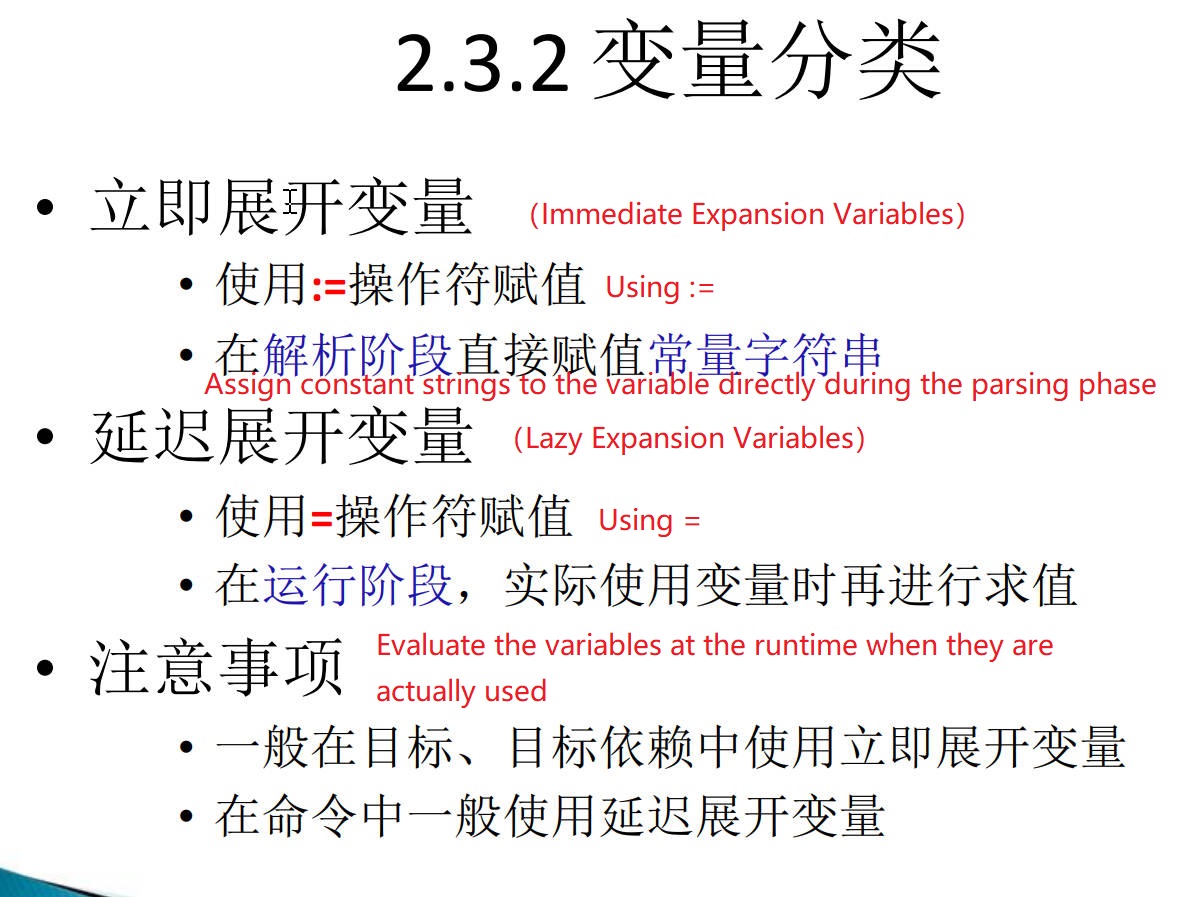 2.3.2 变量分类
• 立即展开变量 （Immediate Expansion Variables）
• 使用:=操作符赋值 Using :=
• 在解析阶段直接赋值常量字符串
Assign constant strings to the variable directly during the parsing phase
• 延迟展开变量 （Lazy Expansion Variables）
• 使用=操作符赋值 Using =
• 在运行阶段，实际使用变量时再进行求值
Evaluate the variables at the runtime when they are
actually used
• 注意事项
• 一般在目标、目标依赖中使用立即展开变量
• 在命令中一般使用延迟展开变量